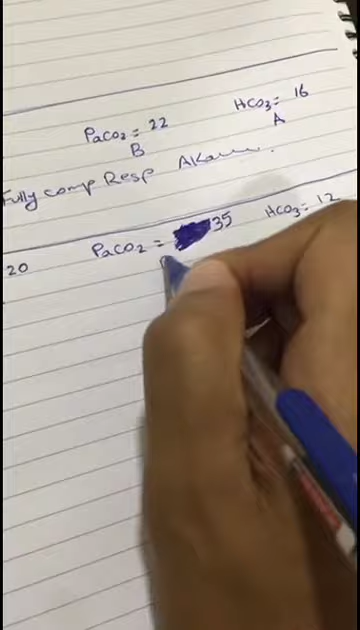 PaCO2 = 22 HCO3 = 16
B A
Fully comp Resp
20 PaCO2 = 35 HCO3 = 12